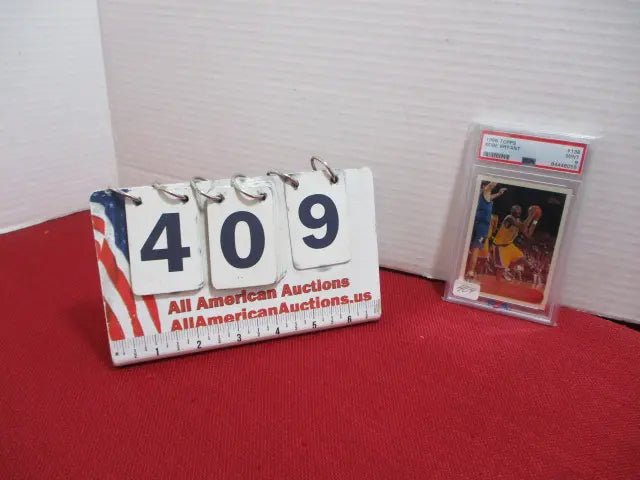 409
All American Auctions
AllAmericanAuctions.us
1 2 3 4 5 6
1996 TOPPS #138
KOBE BRYANT MINT
9